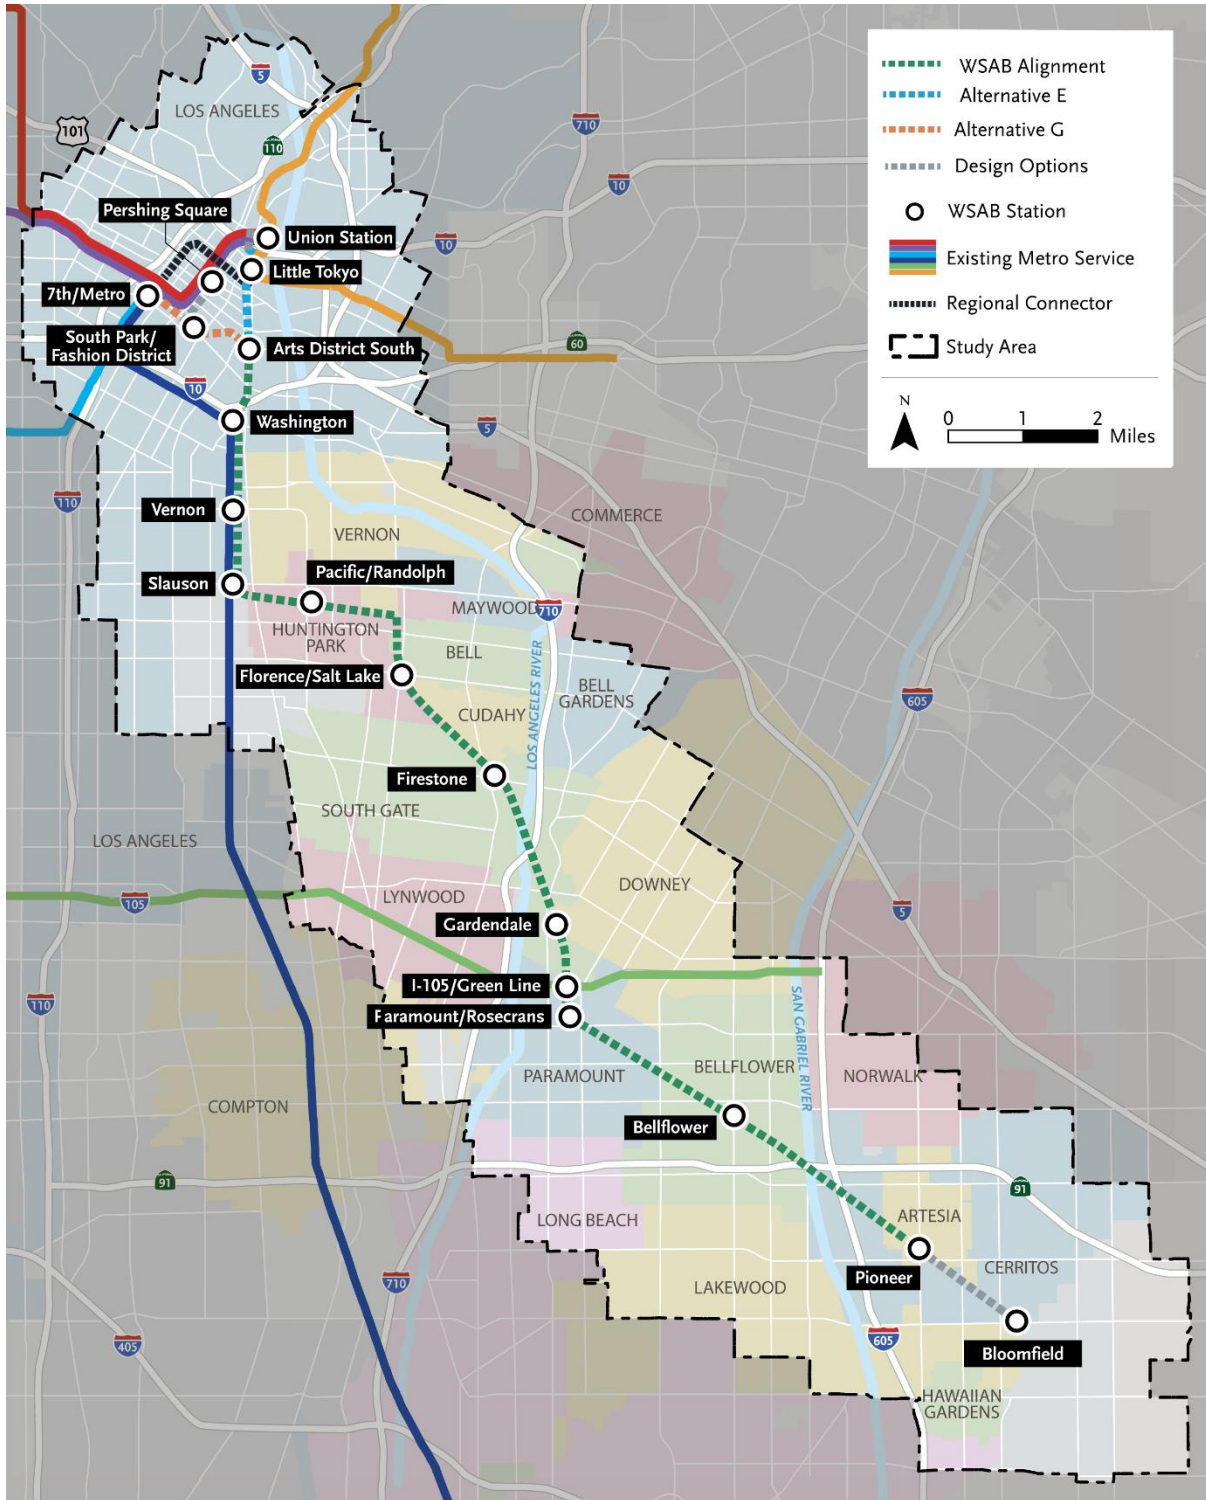 WSAB Alignment
Alternative E
Alternative G
Design Options
WSAB Station
Existing Metro Service
Regional Connector
Study Area
N
0 1 2
Miles
5
LOS ANGELES
101
110
710
10
Pershing Square
Union Station
10
Little Tokyo
7th/Metro
South Park/
Fashion District
Arts District South
60
10
Washington
5
110
Vernon
COMMERCE
VERNON
Pacific/Randolph
Slauson
MAYWOOD
710
HUNTINGTON
PARK
BELL
Florence/Salt Lake
BELL
GARDENS
LOS ANGELES RIVER
605
CUDAHY
Firestone
SOUTH GATE
LOS ANGELES
DOWNEY
LYNWOOD
105
5
Gardendale
I-105/Green Line
110
SAN GABRIEL RIVER
Paramount/Rosecrans
PARAMOUNT
BELLFLOWER
NORWALK
COMPTON
Bellflower
91
91
LONG BEACH
ARTESIA
CERRITOS
710
Pioneer
LAKEWOOD
405
605
Bloomfield
HAWAIIAN
GARDENS